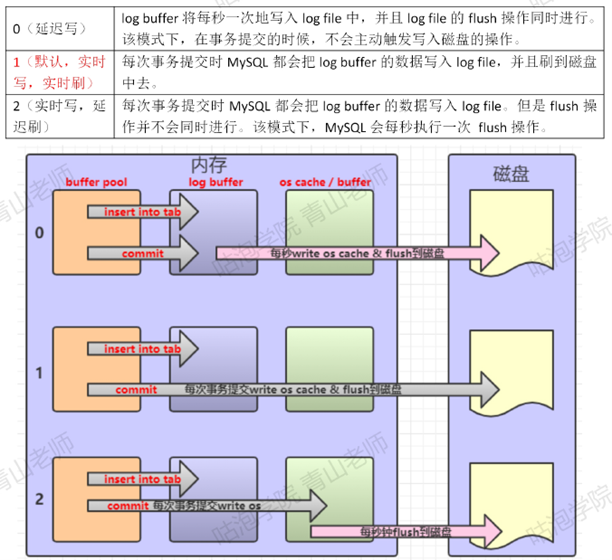 0（延迟写）
log buffer 将每秒一次地写入 log file 中，并且 log file 的 flush 操作同时进行。
该模式下，在事务提交的时候，不会主动触发写入磁盘的操作。
1（默认，实时
写，实时刷）
每次事务提交时 MySQL 都会把 log buffer 的数据写入 log file，并且刷到磁盘
中去。
2（实时写，延
迟刷）
每次事务提交时 MySQL 都会把 log buffer 的数据写入 log file。但是 flush 操
作并不会同时进行。该模式下，MySQL 会每秒执行一次 flush 操作。
内存
磁盘
buffer pool
log buffer
os cache / buffer
0
insert into tab
commit
每秒write os cache & flush到磁盘
1
insert into tab
commit
每次事务提交write os cache & flush到磁盘
2
insert into tab
commit 每次事务提交write os
每秒钟flush到磁盘
咕泡学院 青山老师